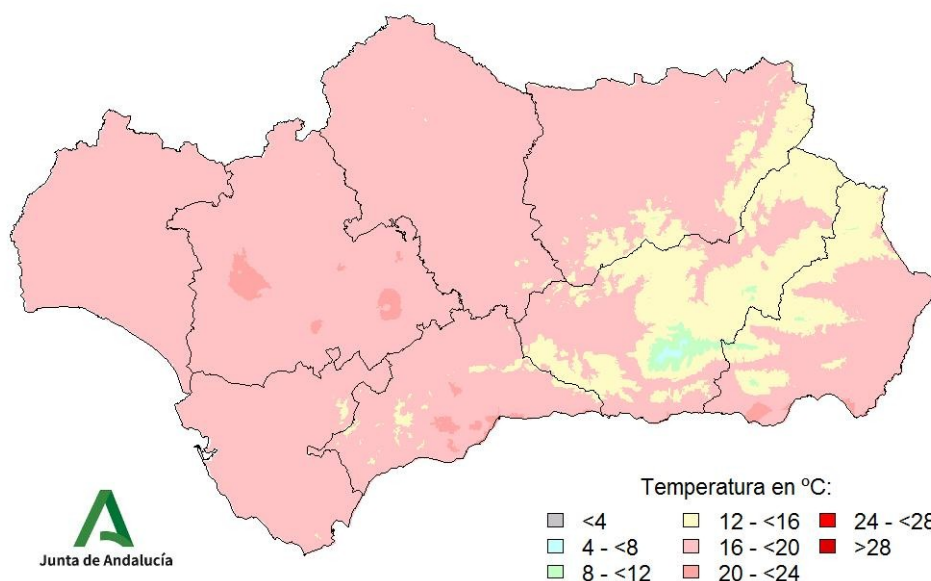 Temperatura en ºC:
<4
12 - <16
24 - <28
4 - <8
16 - <20
>28
8 - <12
20 - <24
Junta de Andalucía